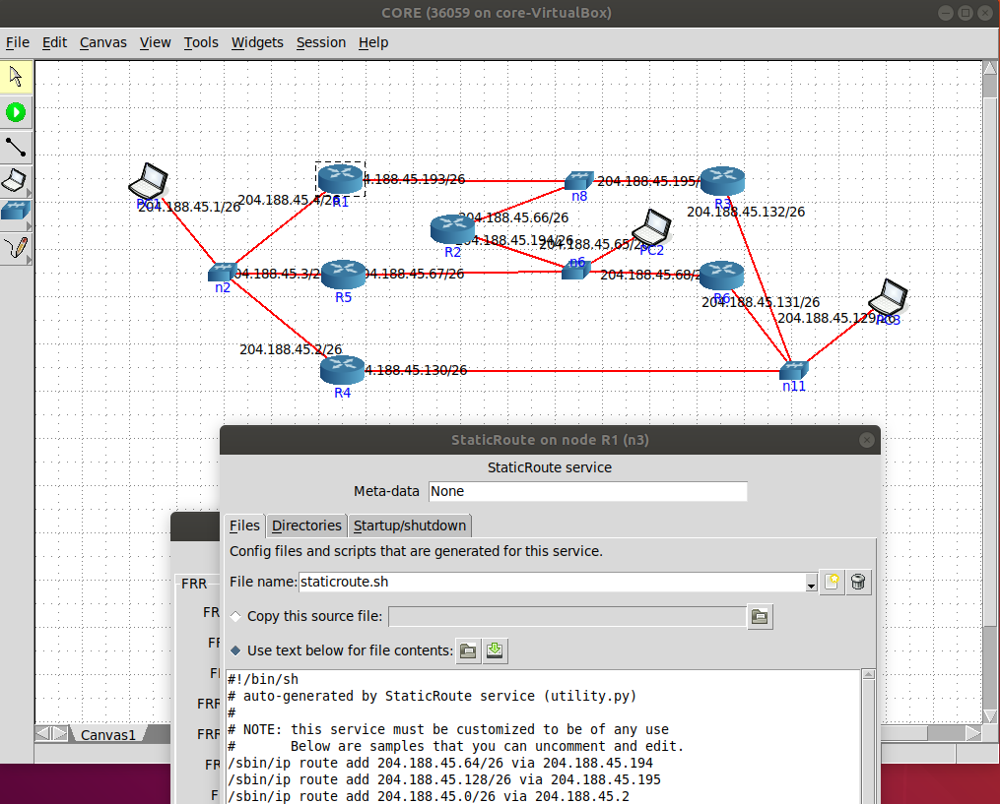 CORE (36059 on core-VirtualBox)
File Edit Canvas View Tools Widgets Session Help
204.188.45.1/26
204.188.45.4/26
R1
4.188.45.193/26
n8
204.188.45.195/
R3
204.188.45.132/26
204.188.45.66/26
204.188.45.194/26
204.188.45.65/26
R2
PC2
n6
n2
4.188.45.3/2
R5
4.188.45.67/26
204.188.45.68/2
R6
204.188.45.131/26
204.188.45.129/26
PC3
204.188.45.2/26
R4
4.188.45.130/26
n11
StaticRoute on node R1 (n3)
StaticRoute service
Meta-data None
Files Directories Startup/shutdown
Config files and scripts that are generated for this service.
File name: staticroute.sh
Copy this source file:
Use text below for file contents:
#!/bin/sh
# auto-generated by StaticRoute service (utility.py)
#
# NOTE: this service must be customized to be of any use
#       Below are samples that you can uncomment and edit.
/sbin/ip route add 204.188.45.64/26 via 204.188.45.194
/sbin/ip route add 204.188.45.128/26 via 204.188.45.195
/sbin/ip route add 204.188.45.0/26 via 204.188.45.2
FRR
FR
FF
F
FRR
FRR
FR
F
Canvas1